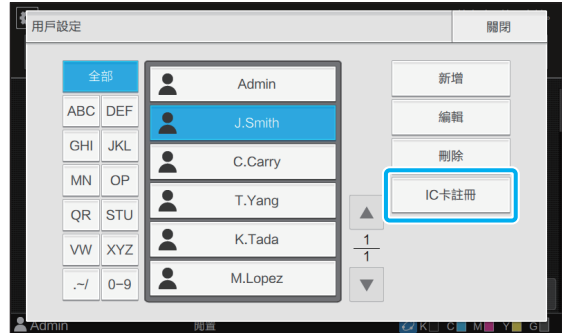 用戶設定
關閉
全部
ABC DEF
GHI JKL
MN OP
QR STU
VW XYZ
.~/ 0~9
Admin
J.Smith
C.Carry
T.Yang
K.Tada
M.Lopez
1
1
新增
編輯
刪除
IC卡註冊
Admin
閒置
K C M Y G